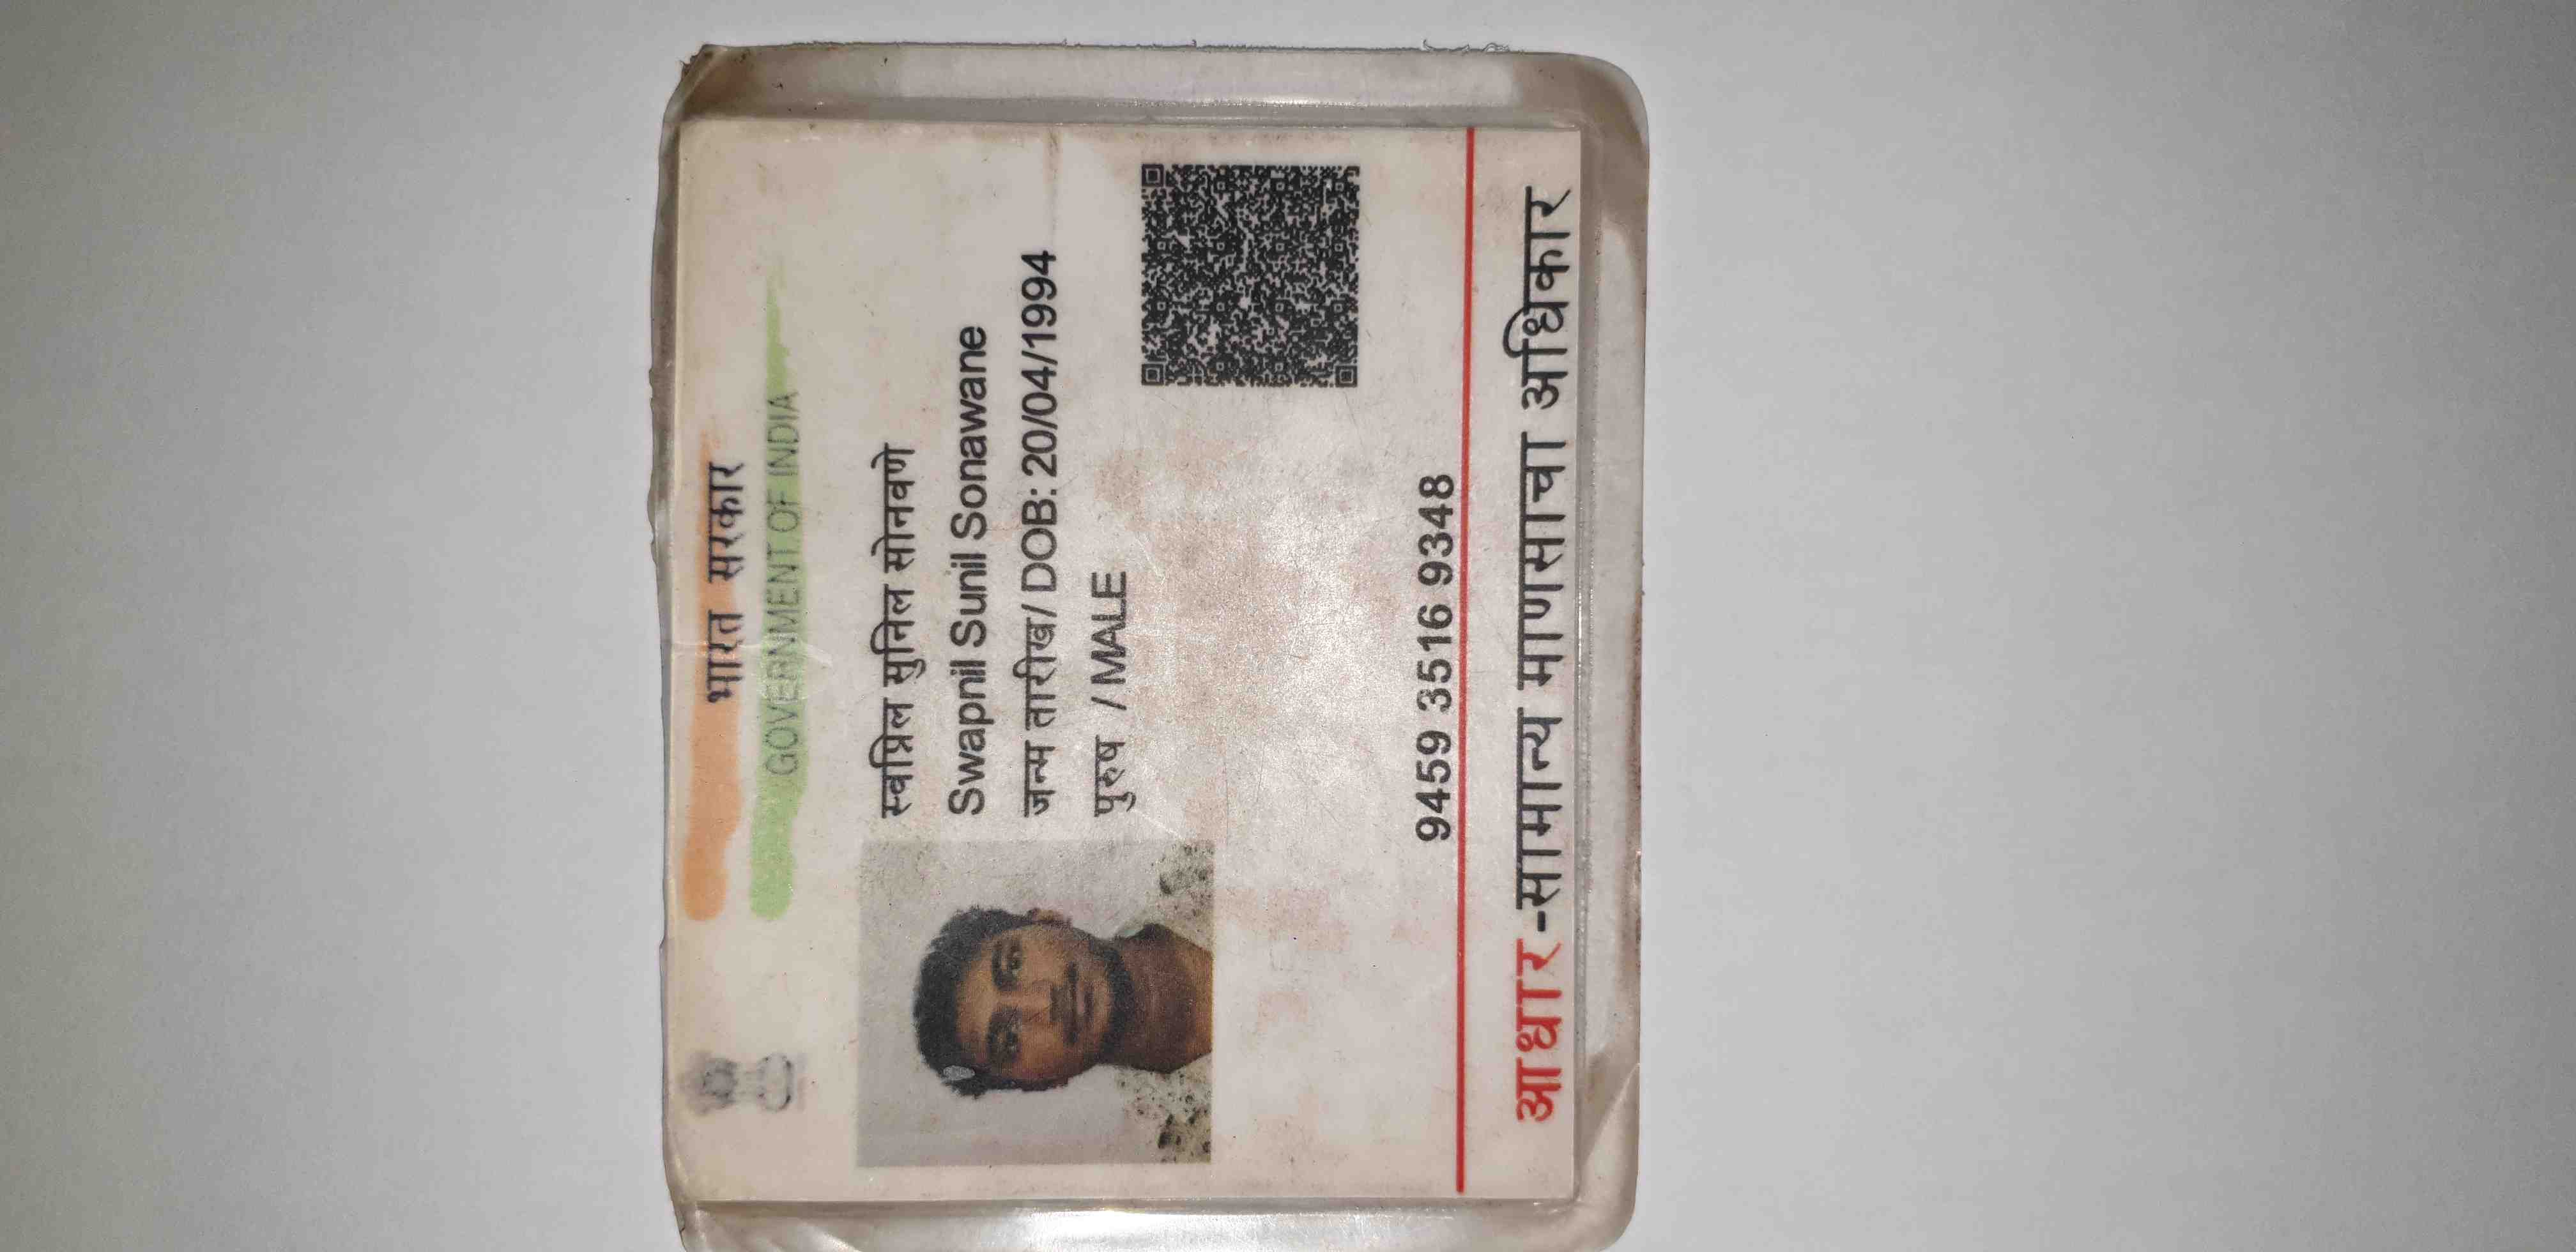 भारत सरकार
GOVERNMENT OF INDIA
स्वप्निल सुनिल सोनवणे
Swapnil Sunil Sonawane
जन्म तारीख/ DOB: 20/04/1994
पुरुष / MALE
9459 3516 9348
आधार-सामान्य माणसाचा अधिकार